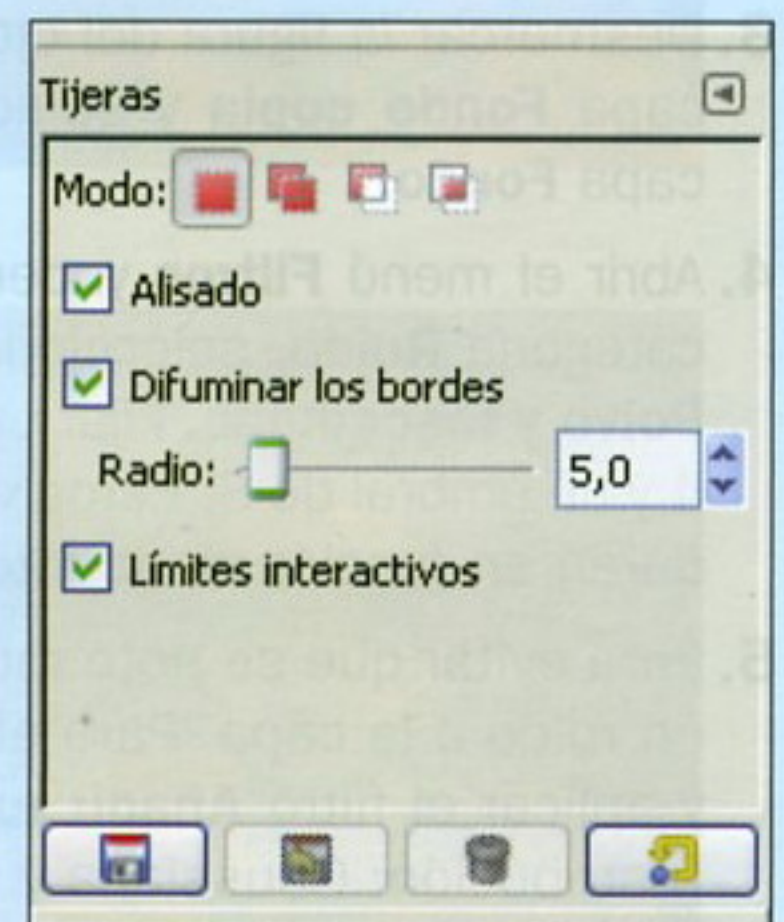 Tijeras
Modo:
Alisado
Difuminar los bordes
Radio: 5,0
Límites interactivos